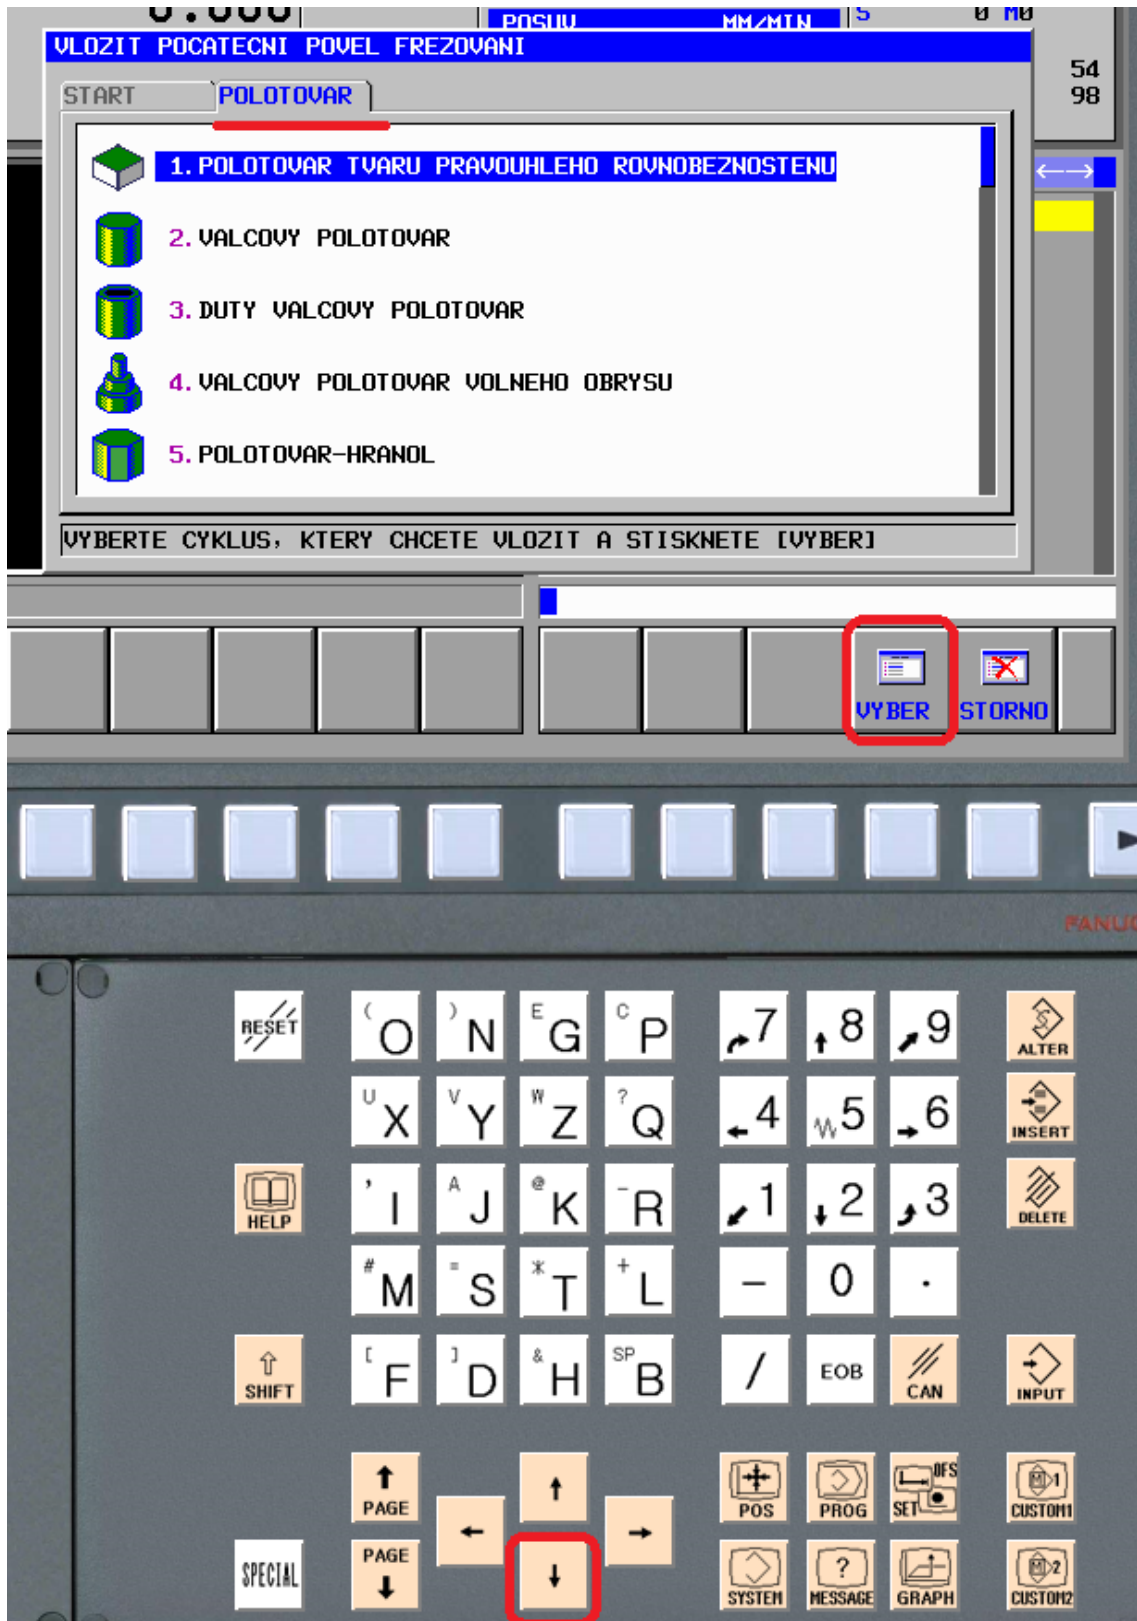 POSUV MM/MIN S 0 M0
VLOZIT POCATECNI POVEL FREZOVANI
54
98
START POLOTOVAR
1. POLOTOVAR TVARU PRAVOUHLEHO ROVNOBEZNOSTENU
2. VALCOVY POLOTOVAR
3. DUTY VALCOVY POLOTOVAR
4. VALCOVY POLOTOVAR VOLNEHO OBRYSU
5. POLOTOVAR-HRANOL
VYBERTE CYKLUS, KTERY CHCETE VLOZIT A STISKNETE [VYBER]
VYBER STORNO
FANUC
RESET ( O ) N E G C P 7 8 9 ALTER
U X V Y W Z ? Q 4 5 6 INSERT
HELP , I A J @ K - R 1 2 3 DELETE
# M = S * T + L - 0 .
SHIFT [ F ] D & H SP B / EOB CAN INPUT
PAGE POS PROG OFS SET CUSTOM1
SPECIAL PAGE SYSTEM ? MESSAGE GRAPH CUSTOM2